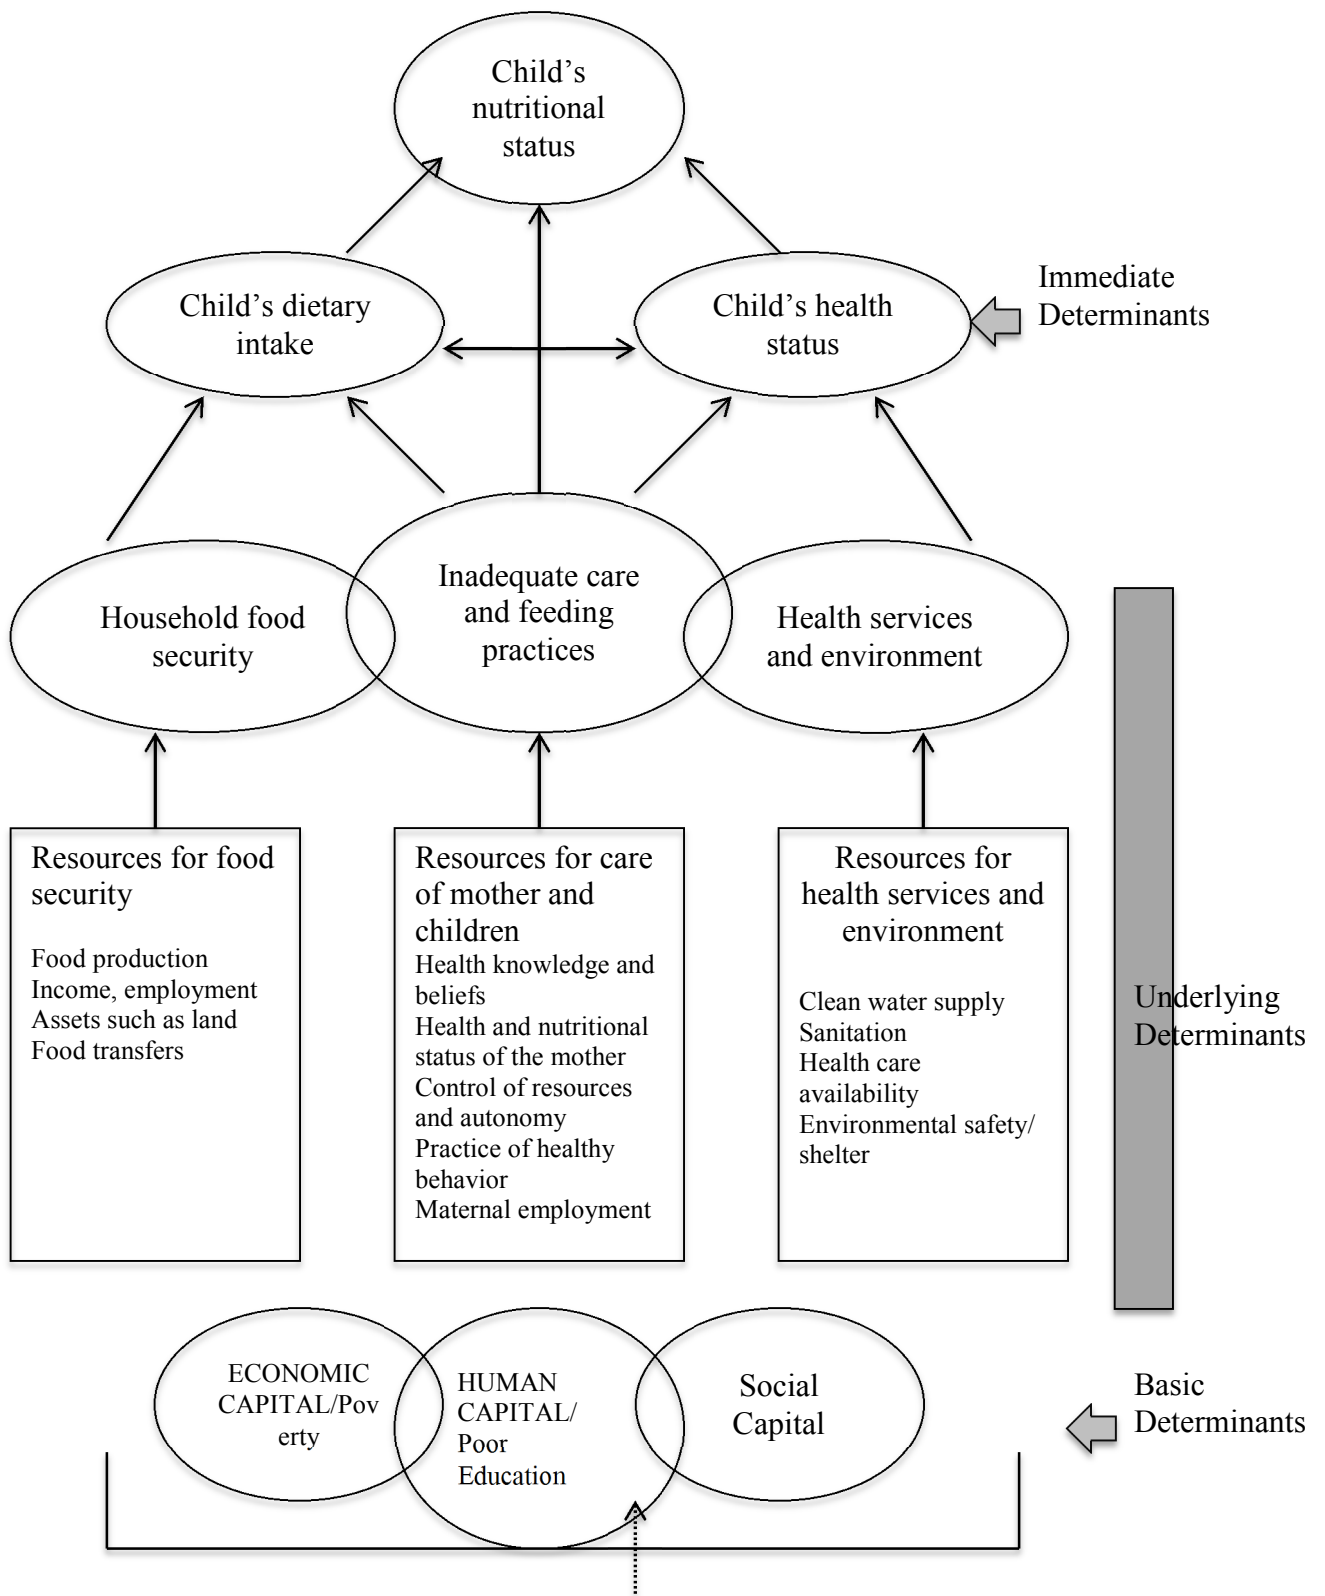 Child’s
nutritional
status
Child’s dietary
intake
Child’s health
status
Immediate
Determinants
Household food
security
Inadequate care
and feeding
practices
Health services
and environment
Resources for food
security
Food production
Income, employment
Assets such as land
Food transfers
Resources for care
of mother and
children
Health knowledge and
beliefs
Health and nutritional
status of the mother
Control of resources
and autonomy
Practice of healthy
behavior
Maternal employment
Resources for
health services and
environment
Clean water supply
Sanitation
Health care
availability
Environmental safety/
shelter
Underlying
Determinants
ECONOMIC
CAPITAL/Pov
erty
HUMAN
CAPITAL/
Poor
Education
Social
Capital
Basic
Determinants